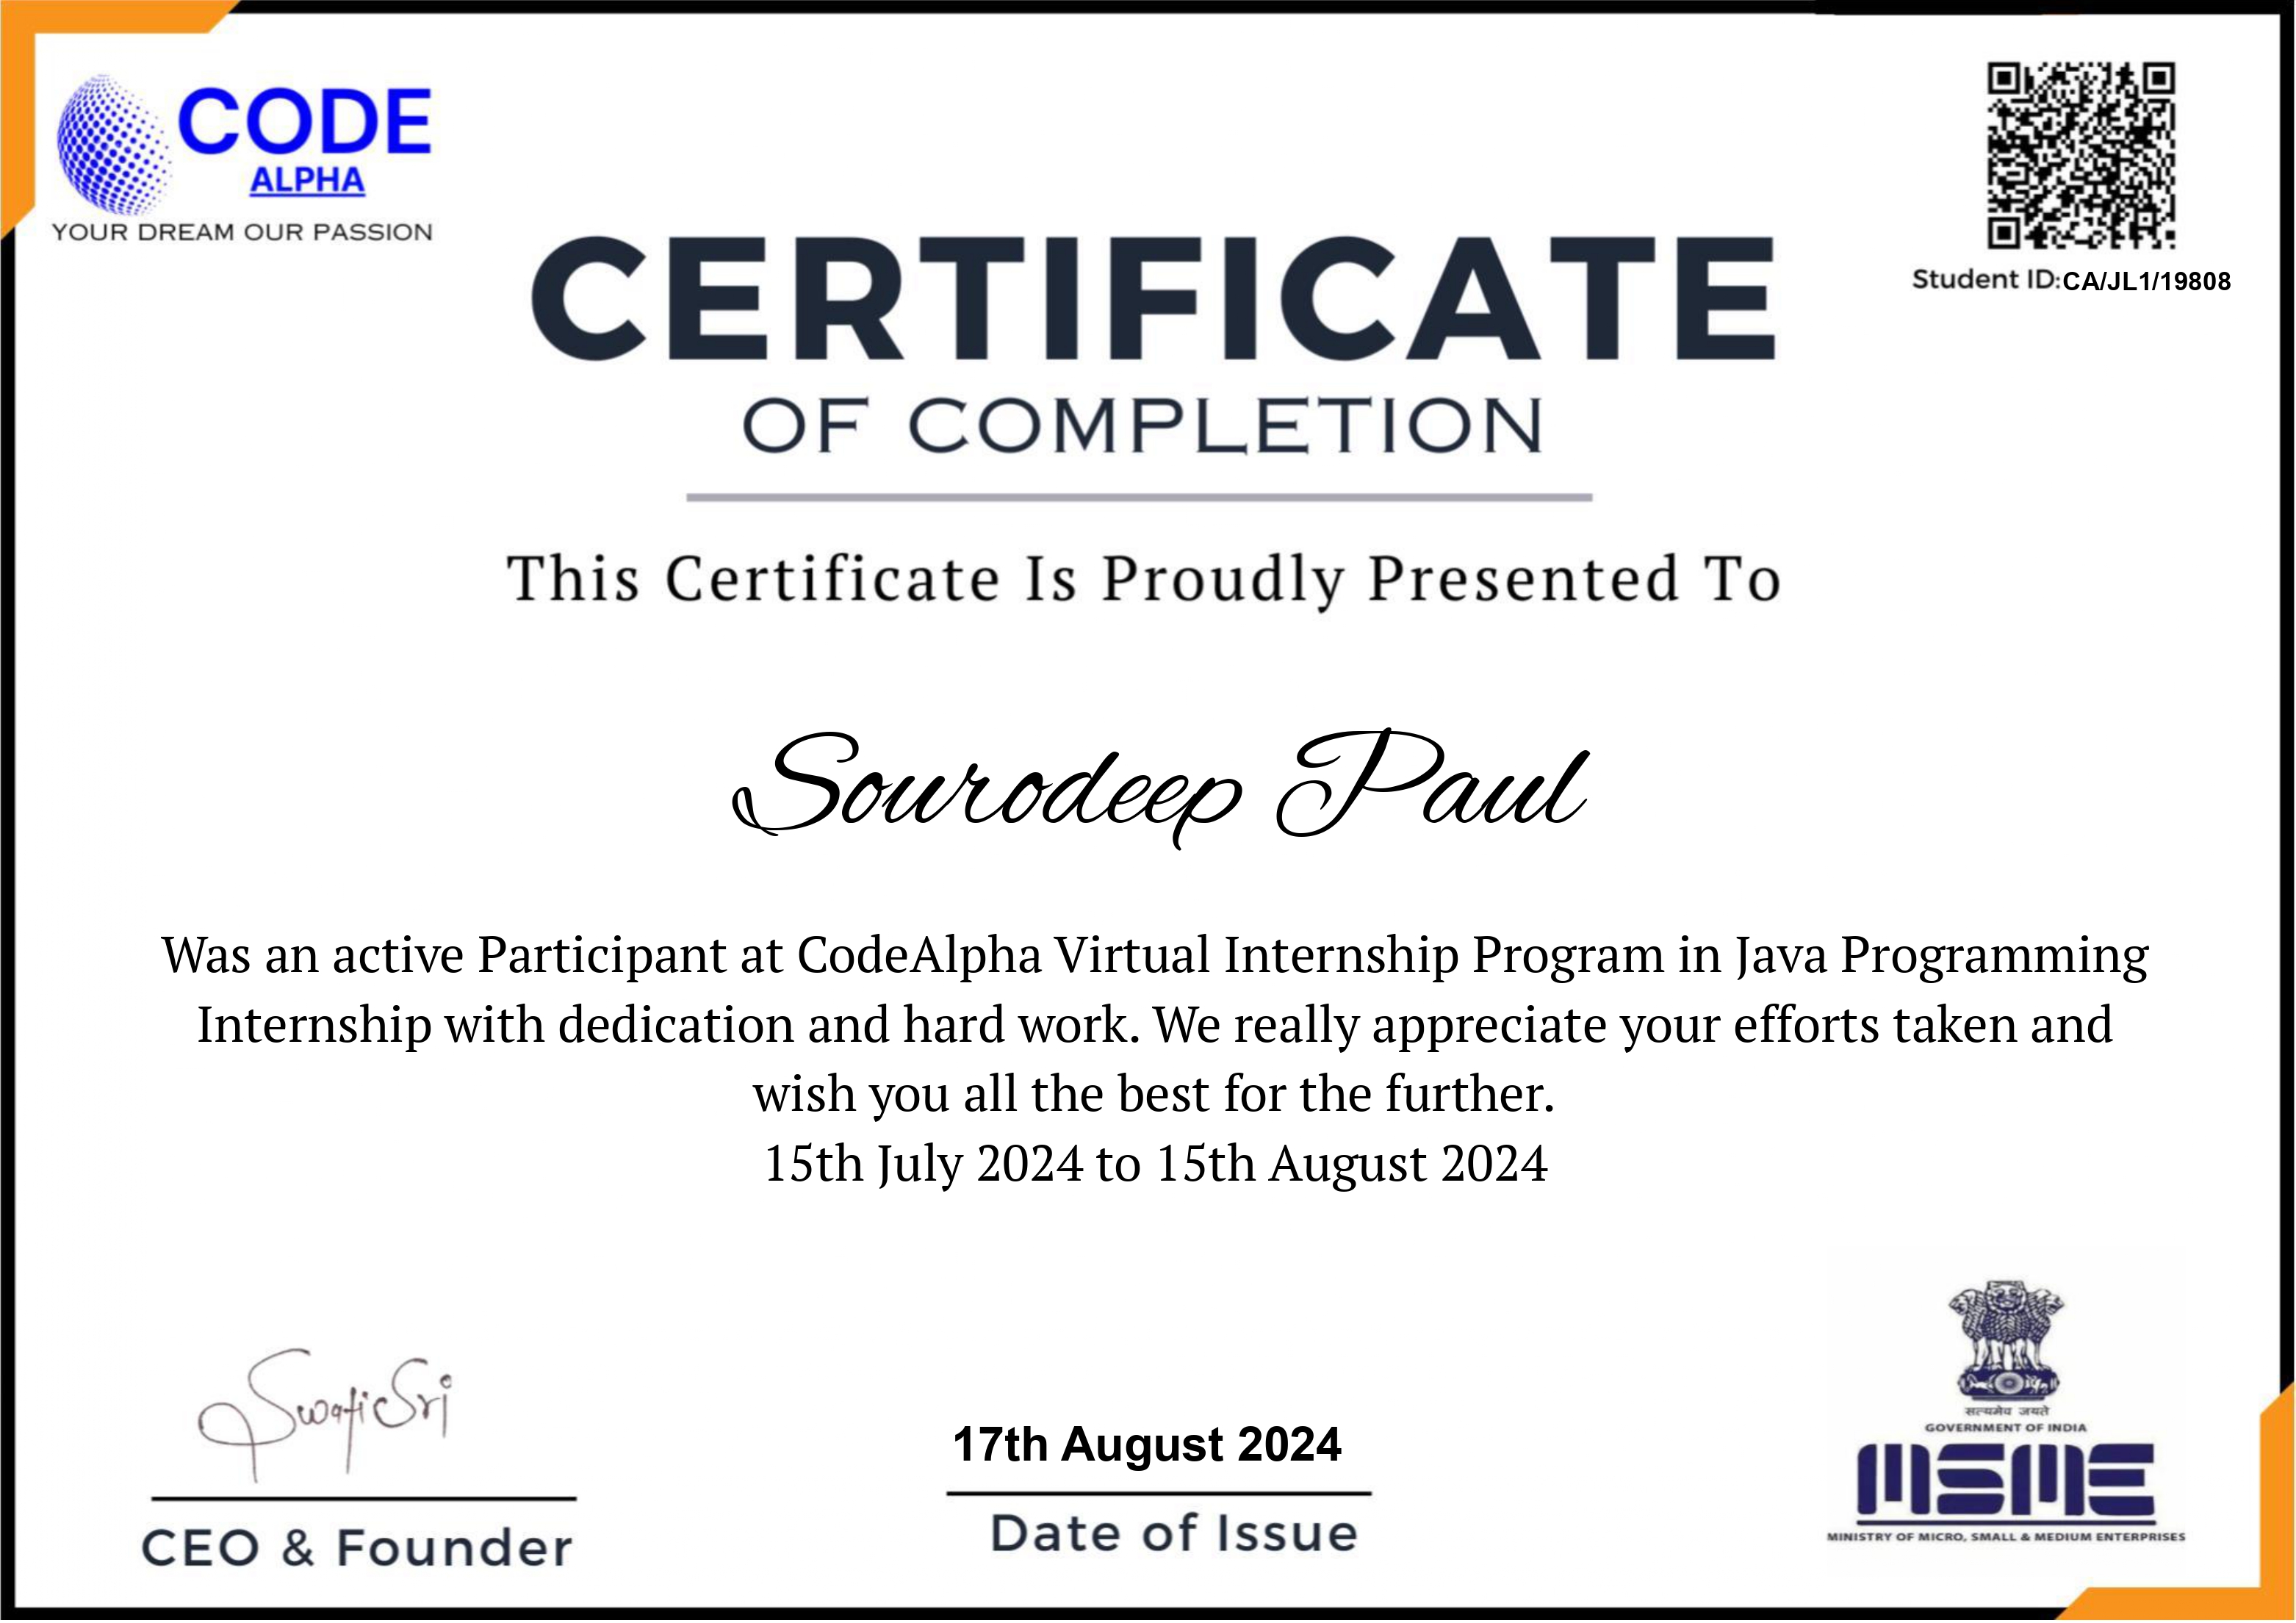 CODE
ALPHA
YOUR DREAM OUR PASSION
Student ID:CA/JL1/19808
CERTIFICATE
OF COMPLETION
This Certificate Is Proudly Presented To
Sourodeep Paul
Was an active Participant at CodeAlpha Virtual Internship Program in Java Programming
Internship with dedication and hard work. We really appreciate your efforts taken and
wish you all the best for the further.
15th July 2024 to 15th August 2024
SwatiSri
CEO & Founder
17th August 2024
Date of Issue
सत्यमेव जयते
GOVERNMENT OF INDIA
MSME
MINISTRY OF MICRO, SMALL & MEDIUM ENTERPRISES